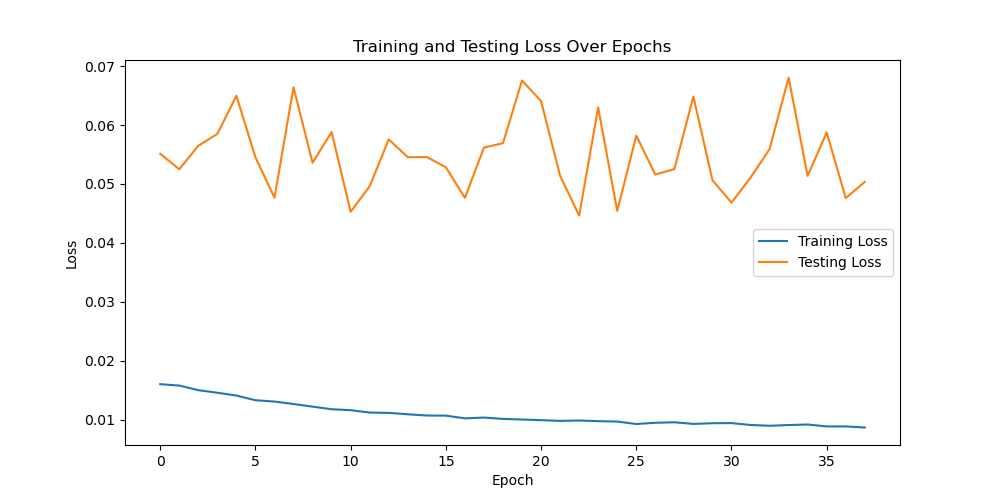 Training and Testing Loss Over Epochs
0.07
0.06
0.05
0.04
0.03
0.02
0.01
Loss
Training Loss
Testing Loss
0 5 10 15 20 25 30 35
Epoch